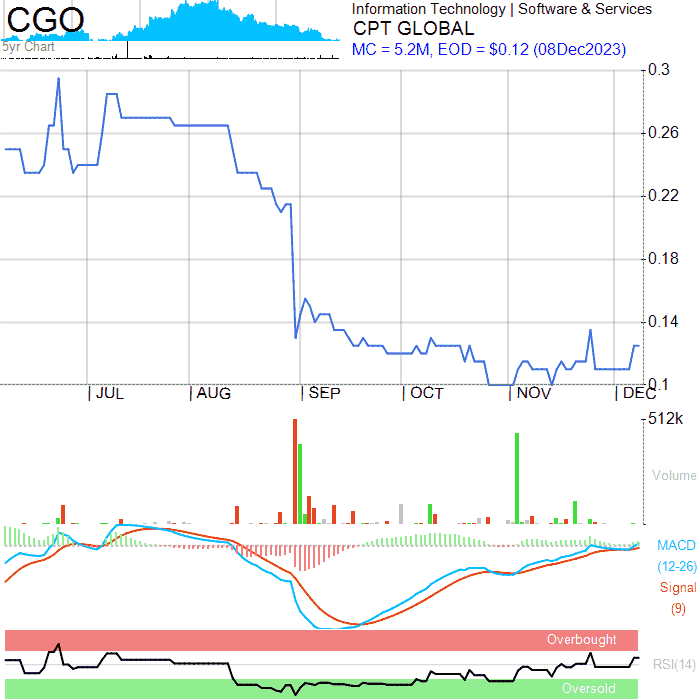 CGO
5yr Chart
Information Technology | Software & Services
CPT GLOBAL
MC = 5.2M, EOD = $0.12 (08Dec2023)
0.3
0.26
0.22
0.18
0.14
0.1
JUL AUG SEP OCT NOV DEC
512k
Volume
MACD
(12-26)
Signal
(9)
Overbought
RSI(14)
Oversold